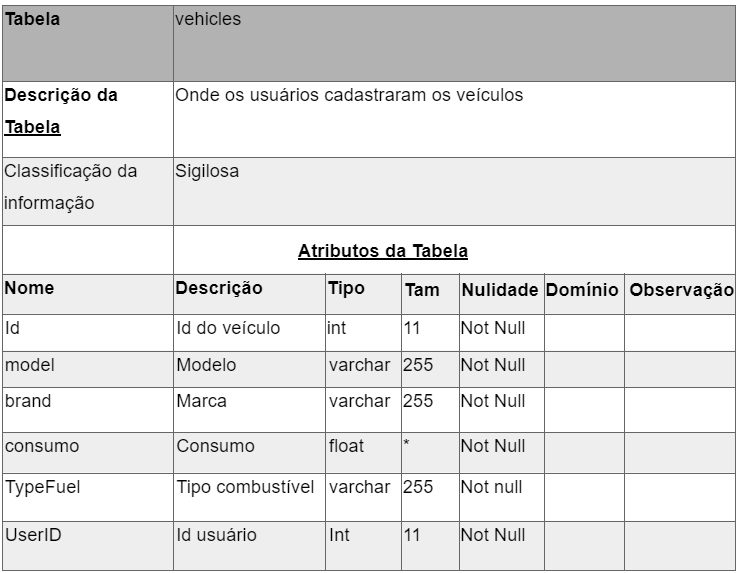 Tabela vehicles
Descrição da Onde os usuários cadastraram os veículos
Tabela
Classificação da Sigilosa
informação
Atributos da Tabela
Nome Descrição Tipo Tam Nulidade Domínio Observação
Id Id do veículo int 11 Not Null
model Modelo varchar 255 Not Null
brand Marca varchar 255 Not Null
consumo Consumo float * Not Null
TypeFuel Tipo combustível varchar 255 Not null
UserID Id usuário Int 11 Not Null